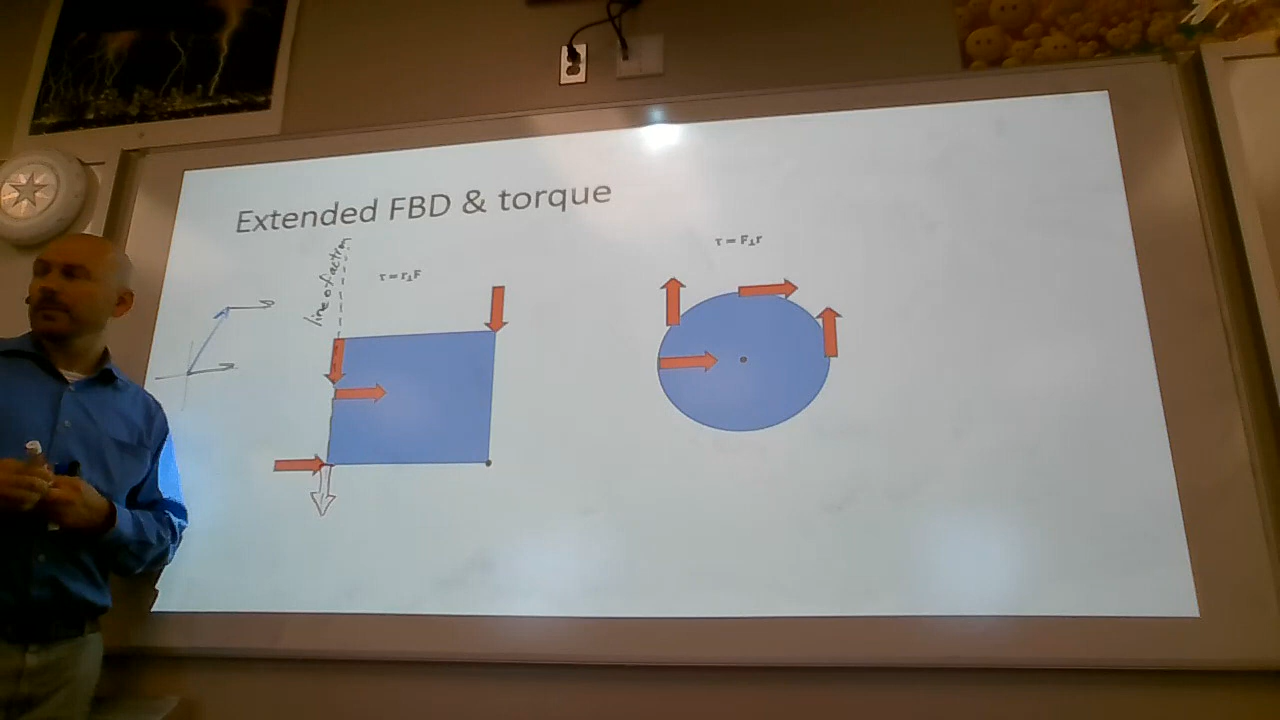 Extended FBD & torque
line of action
τ = r⊥F
τ = F⊥r